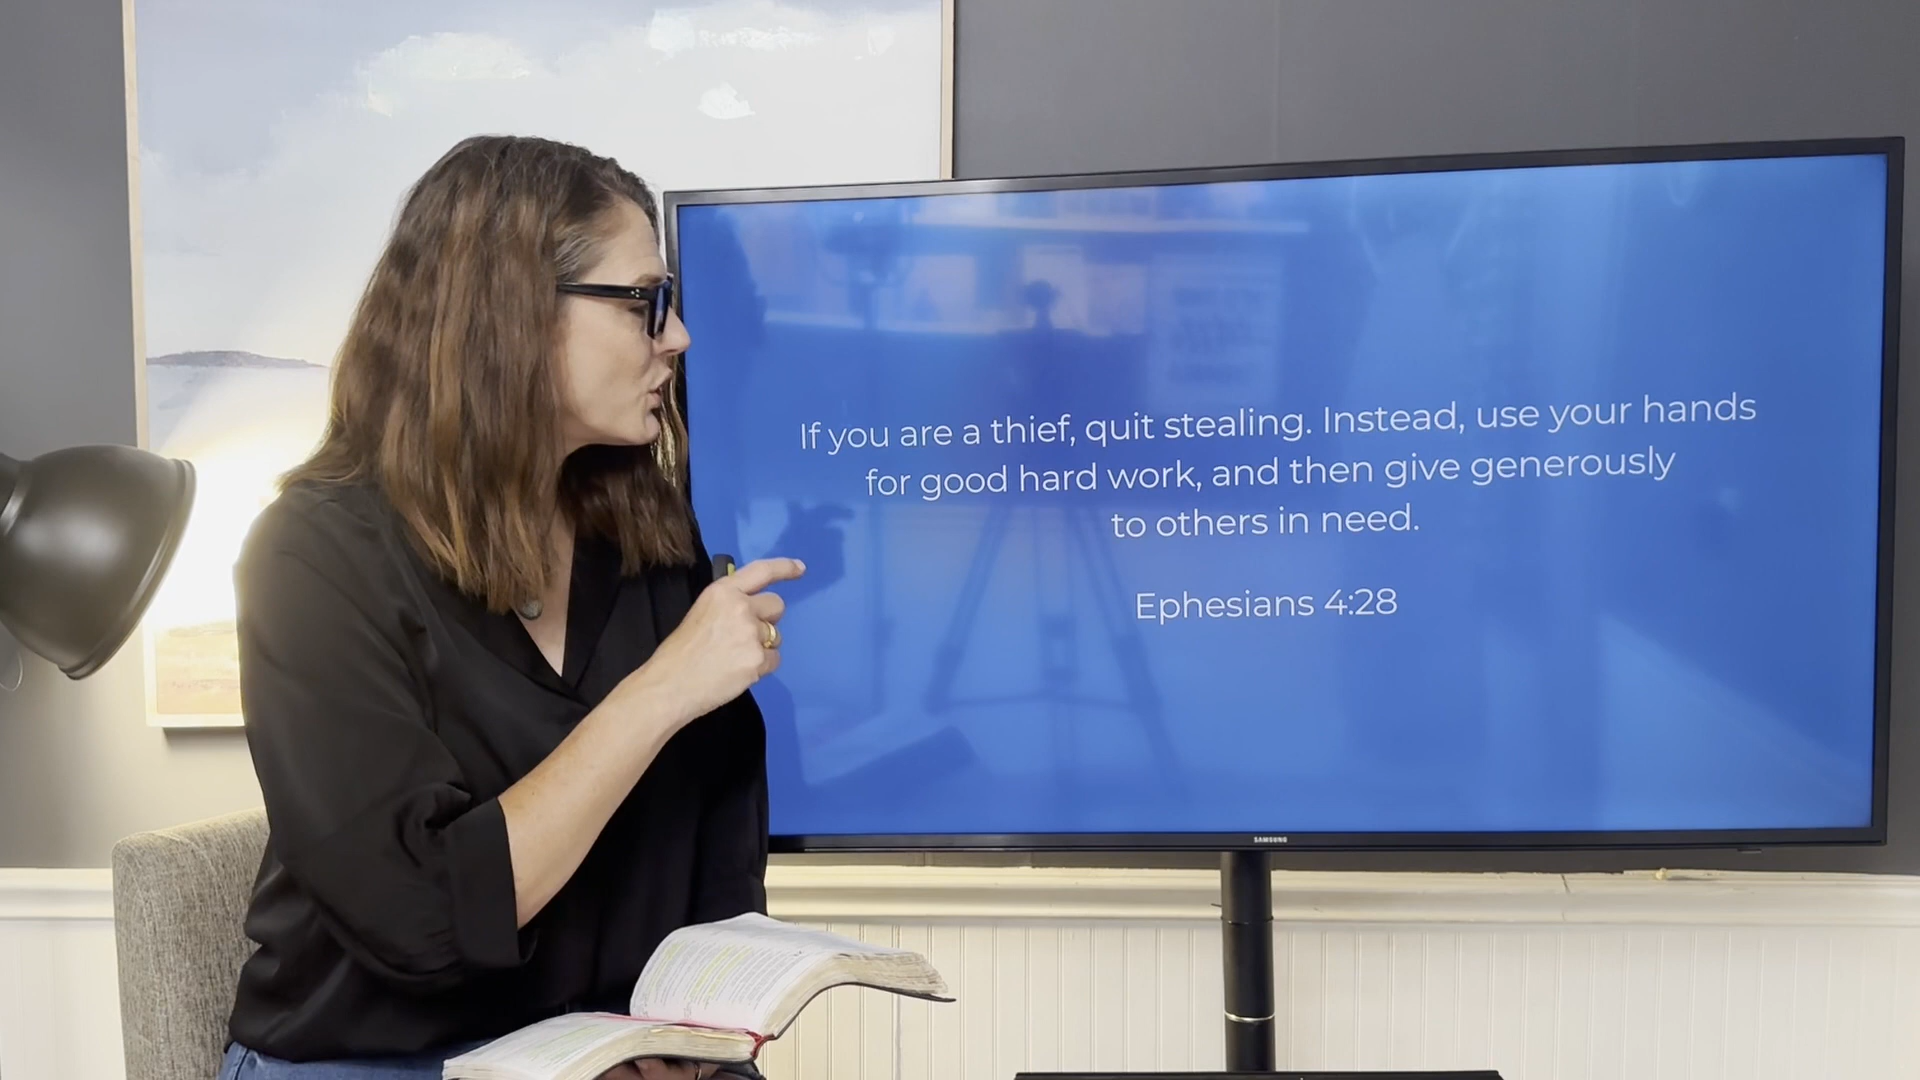 If you are a thief, quit stealing. Instead, use your hands
for good hard work, and then give generously
to others in need.
Ephesians 4:28
SAMSUNG